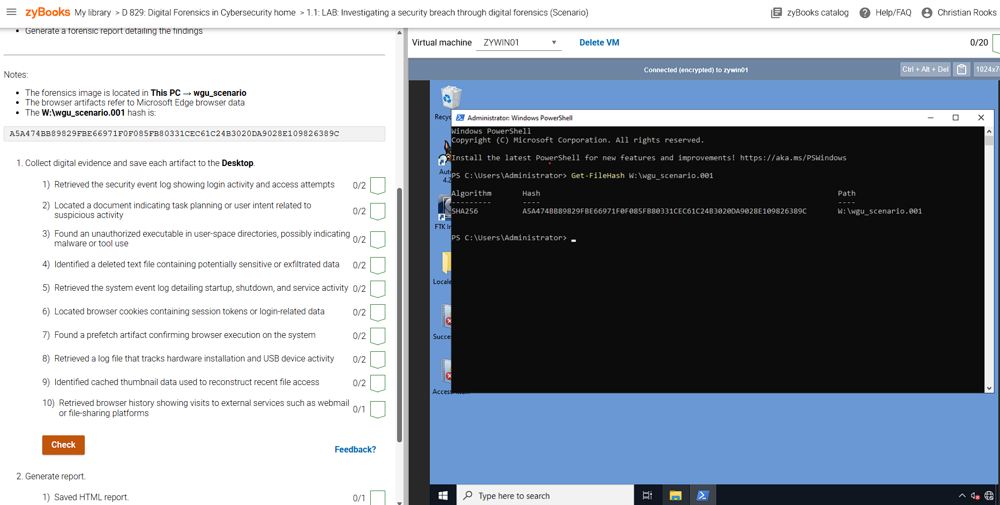 zyBooks My library > D 829: Digital Forensics in Cybersecurity home > 1.1: LAB: Investigating a security breach through digital forensics (Scenario)
zyBooks catalog
Help/FAQ
Christian Rooks
• Generate a forensic report detailing the findings
Notes:
• The forensics image is located in This PC → wgu_scenario
• The browser artifacts refer to Microsoft Edge browser data
• The W:\wgu_scenario.001 hash is:
A5A474BB89829FBE66971F0F085FB80331CEC61C24B3020DA9028E109826389C
1. Collect digital evidence and save each artifact to the Desktop.
1) Retrieved the security event log showing login activity and access attempts 0/2
2) Located a document indicating task planning or user intent related to
suspicious activity 0/2
3) Found an unauthorized executable in user-space directories, possibly indicating
malware or tool use 0/2
4) Identified a deleted text file containing potentially sensitive or exfiltrated data 0/2
5) Retrieved the system event log detailing startup, shutdown, and service activity 0/2
6) Located browser cookies containing session tokens or login-related data 0/2
7) Found a prefetch artifact confirming browser execution on the system 0/2
8) Retrieved a log file that tracks hardware installation and USB device activity 0/2
9) Identified cached thumbnail data used to reconstruct recent file access 0/2
10) Retrieved browser history showing visits to external services such as webmail
or file-sharing platforms 0/1
Check
Feedback?
2. Generate report.
1) Saved HTML report. 0/1
Virtual machine ZYWIN01 Delete VM 0/20
Connected (encrypted) to zywin01
Ctrl + Alt + Del
1024x7
Recyc
Aut
4.2
FTK Ir
Locale
Succe
Access
Administrator: Windows PowerShell
Windows PowerShell
Copyright (C) Microsoft Corporation. All rights reserved.
Install the latest PowerShell for new features and improvements! https://aka.ms/PSWindows
PS C:\Users\Administrator> Get-FileHash W:\wgu_scenario.001
Algorithm Hash Path
--------- ---- ----
SHA256 A5A474BB89829FBE66971F0F085FB80331CEC61C24B3020DA9028E109826389C W:\wgu_scenario.001
PS C:\Users\Administrator> _
Type here to search